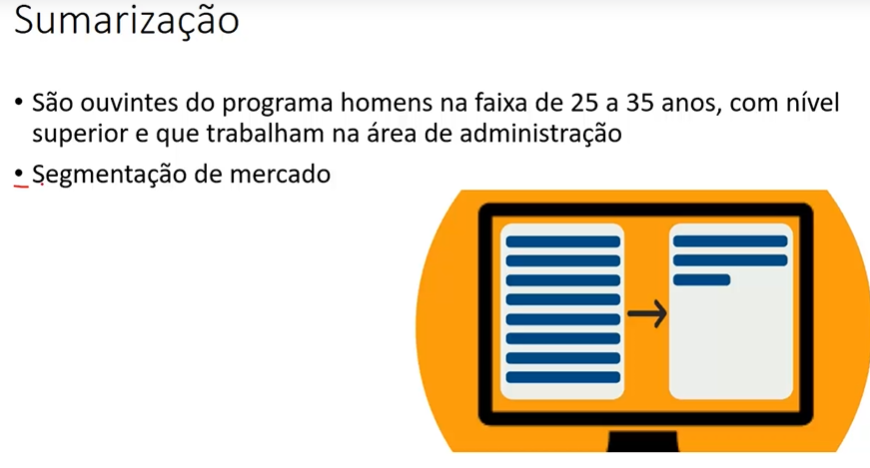 Sumarização
• São ouvintes do programa homens na faixa de 25 a 35 anos, com nível
superior e que trabalham na área de administração
• Segmentação de mercado